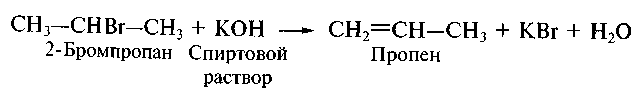 CH₃—CHBr—CH₃ + KOH ⟶ CH₂=CH—CH₃ + KBr + H₂O
2-Бромпропан Спиртовой Пропен
раствор